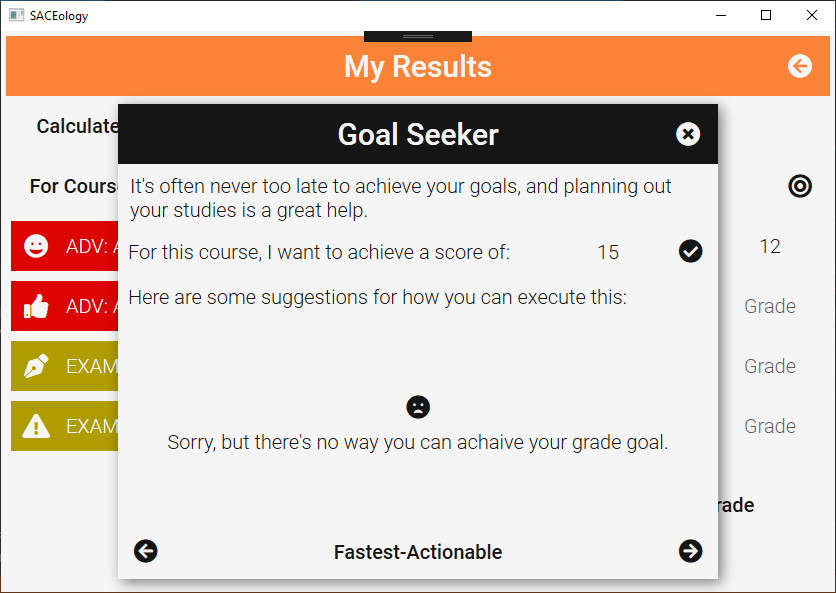 SACEology
My Results
Calculate
Goal Seeker
For Cours
It's often never too late to achieve your goals, and planning out
your studies is a great help.
For this course, I want to achieve a score of:
15
Here are some suggestions for how you can execute this:
ADV: A
12
ADV: A
Grade
EXAM
Grade
EXAM
Grade
Sorry, but there's no way you can achaive your grade goal.
rade
Fastest-Actionable